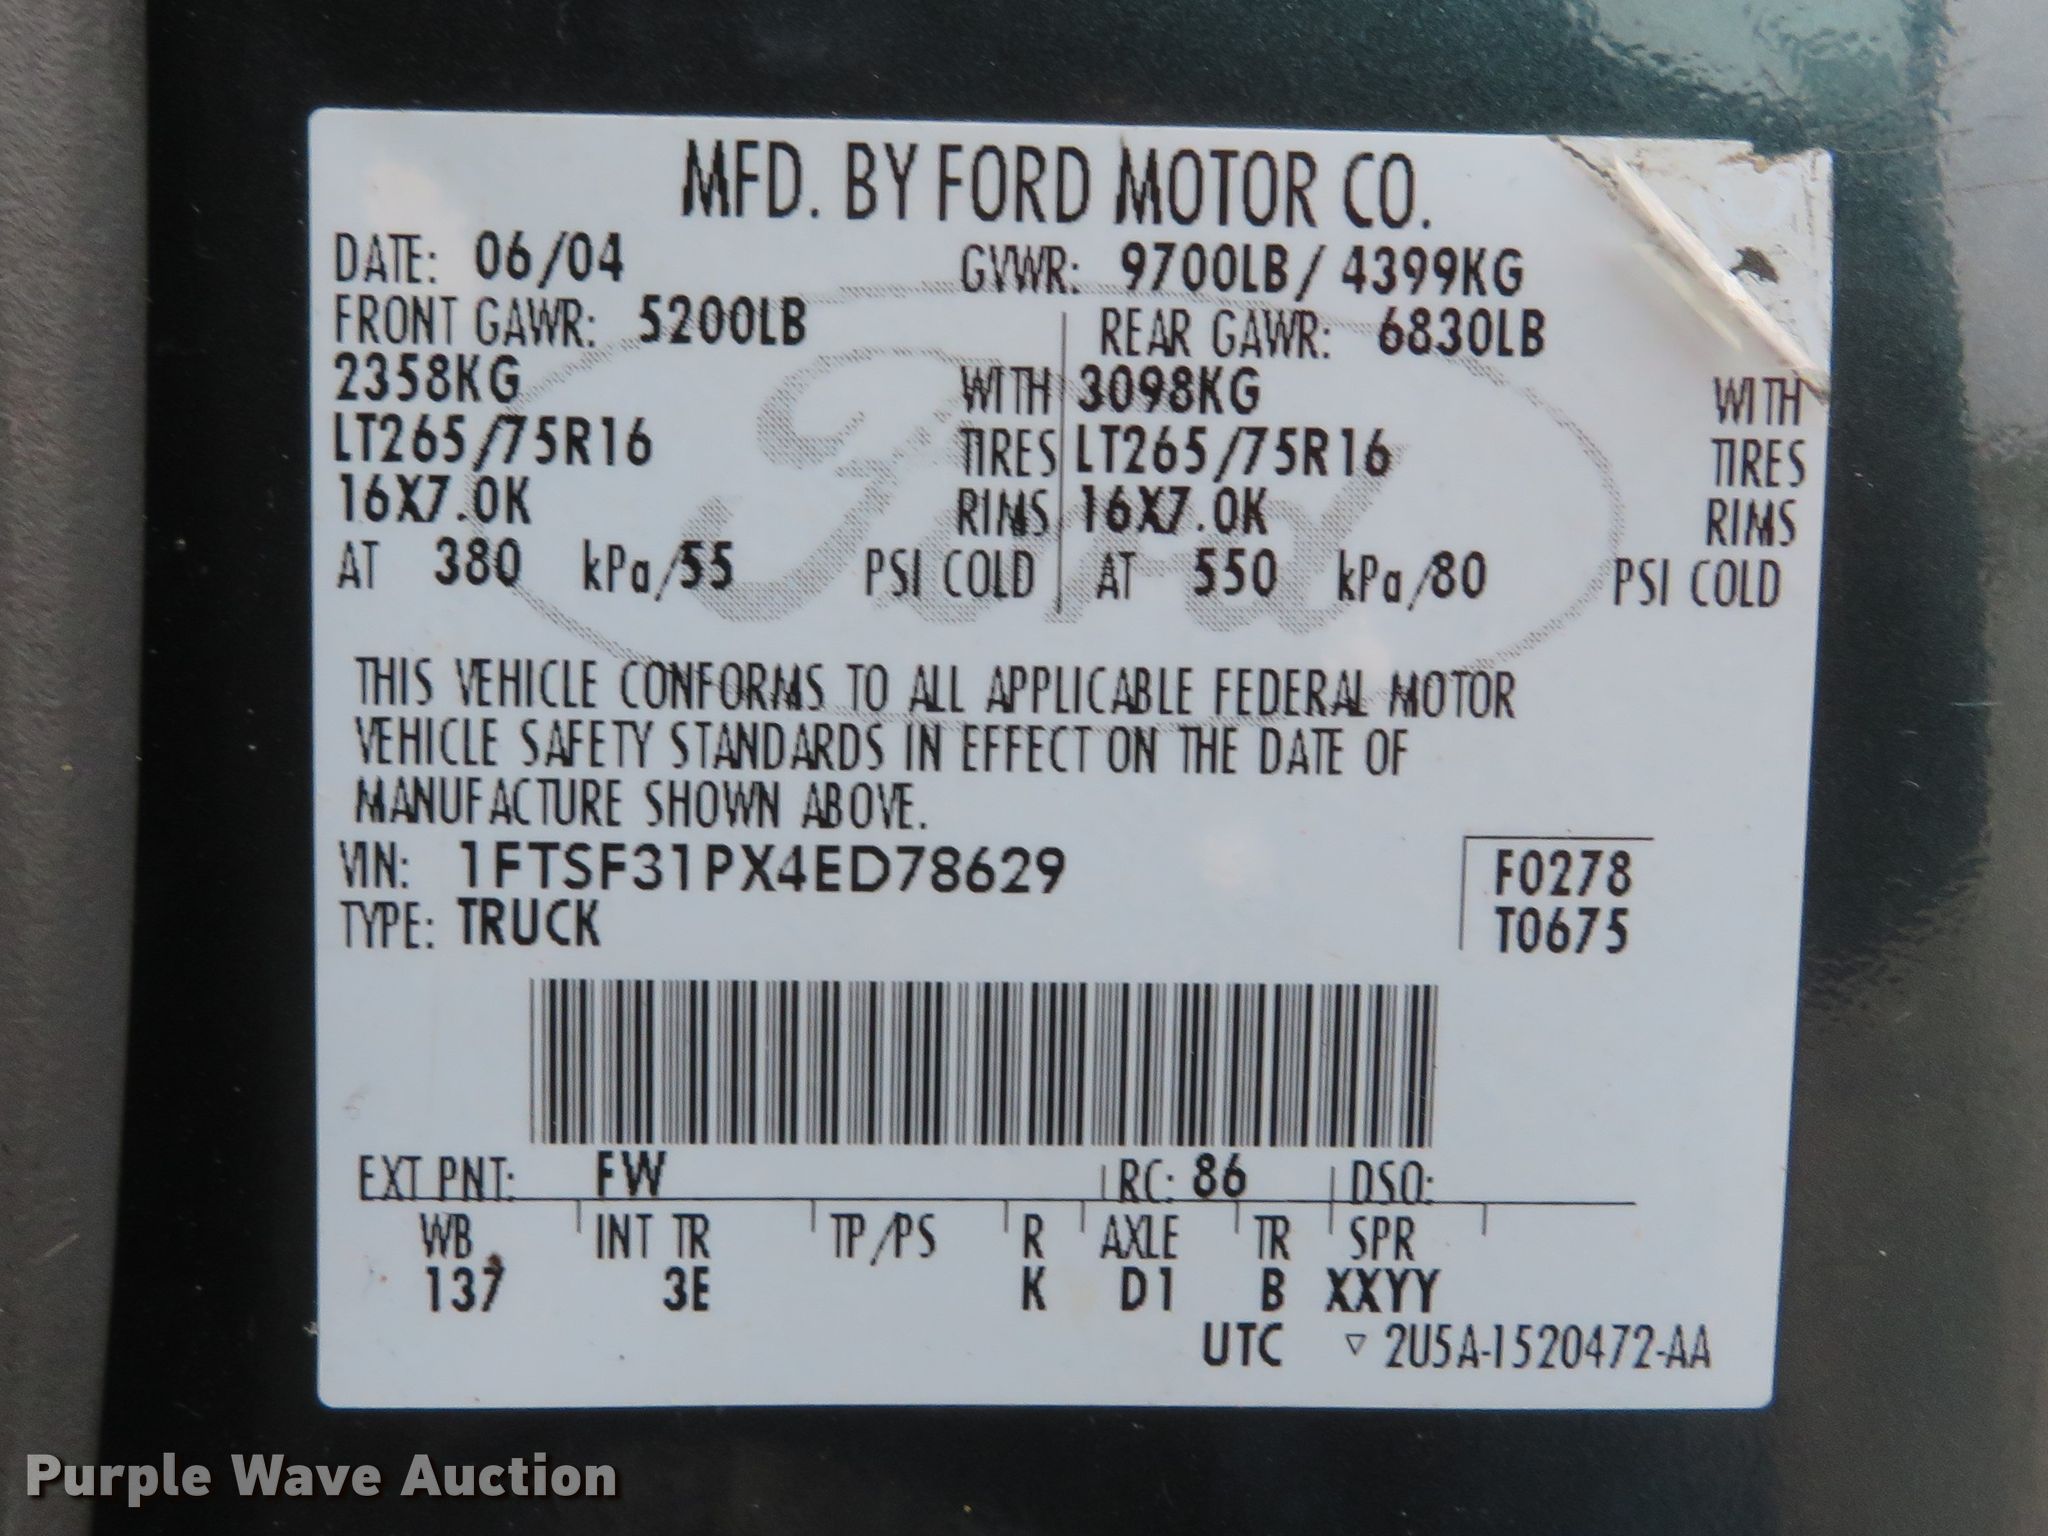 MFD. BY FORD MOTOR CO.
DATE: 06/04 GVWR: 9700LB/ 4399KG
FRONT GAWR: 5200LB REAR GAWR: 6830LB
2358KG WITH 3098KG WITH
LT265/75R16 TIRES LT265/75R16 TIRES
16X7.0K RIMS 16X7.0K RIMS
AT 380 kPa/55 PSI COLD AT 550 kPa/80 PSI COLD
Ford
THIS VEHICLE CONFORMS TO ALL APPLICABLE FEDERAL MOTOR
VEHICLE SAFETY STANDARDS IN EFFECT ON THE DATE OF
MANUFACTURE SHOWN ABOVE.
VIN: 1FTSF31PX4ED78629 F0278
TYPE: TRUCK T0675
EXT PNT: FW RC: 86 DSO:
WB INT TR TP/PS R AXLE TR SPR
137 3E K D1 B XXYY
UTC ▿ 2U5A-1520472-AA
Purple Wave Auction